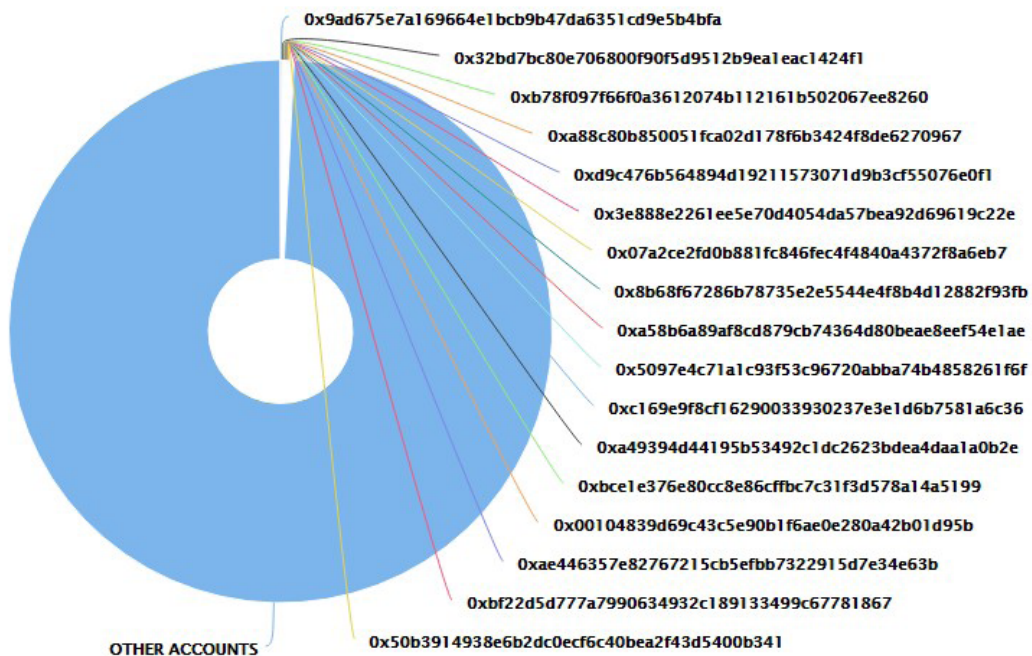 0x9ad675e7a169664e1bcb9b47da6351cd9e5b4bfa
0x32bd7bc80e706800f90f5d9512b9ea1eac1424f1
0xb78f097f66f0a3612074b112161b502067ee8260
0xa88c80b850051fca02d178f6b3424f8de6270967
0xd9c476b564894d19211573071d9b3cf55076e0f1
0x3e888e2261ee5e70d4054da57bea92d69619c22e
0x07a2ce2fd0b881fc846fec4f4840a4372f8a6eb7
0x8b68f67286b78735e2e5544e4f8b4d12882f93fb
0xa58b6a89af8cd879cb74364d80beae8eef54e1ae
0x5097e4c71a1c93f53c96720abba74b4858261f6f
0xc169e9f8cf16290033930237e3e1d6b7581a6c36
0xa49394d44195b53492c1dc2623bdea4daa1a0b2e
0xbce1e376e80cc8e86cffbc7c31f3d578a14a5199
0x00104839d69c43c5e90b1f6ae0e280a42b01d95b
0xae446357e82767215cb5efbb7322915d7e34e63b
0xbf22d5d777a7990634932c189133499c67781867
0x50b3914938e6b2dc0ecf6c40bea2f43d5400b341
OTHER ACCOUNTS